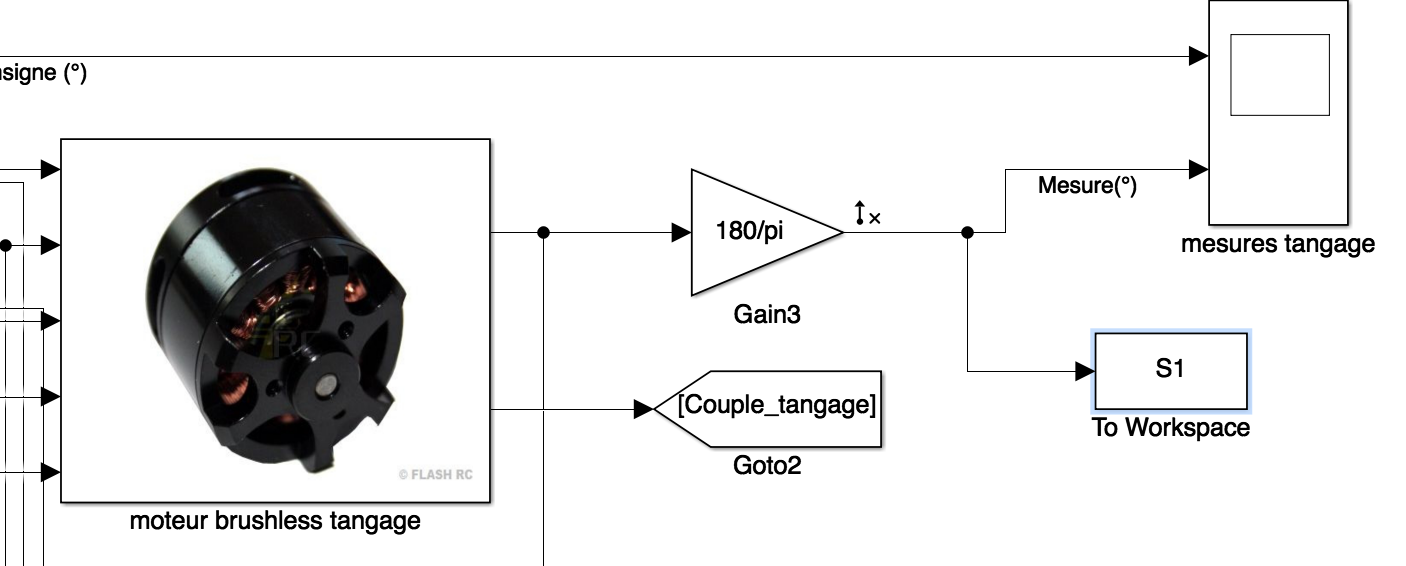 nsigne (°)
Mesure(°)
mesures tangage
180/pi
Gain3
S1
To Workspace
[Couple_tangage]
Goto2
© FLASH RC
moteur brushless tangage